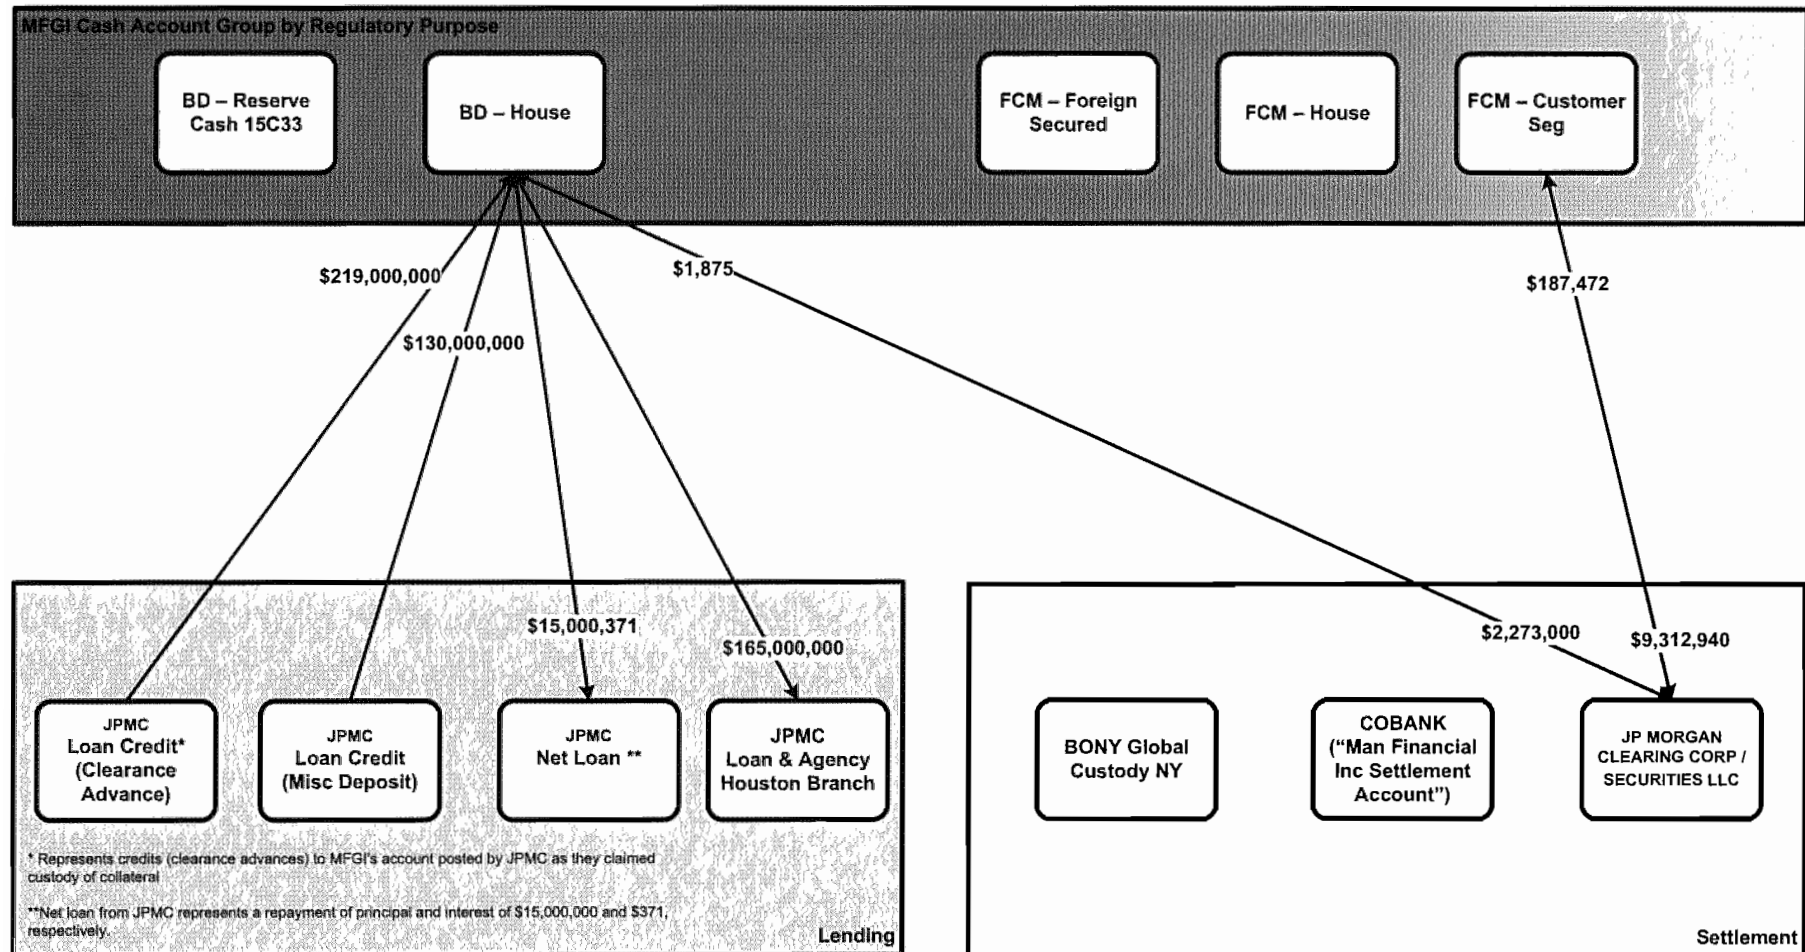 MFGI Cash Account Group by Regulatory Purpose
BD – Reserve
Cash 15C33
BD – House
FCM – Foreign
Secured
FCM – House
FCM – Customer
Seg
$219,000,000
$1,875
$187,472
$130,000,000
$15,000,371
$165,000,000
$2,273,000
$9,312,940
JPMC
Loan Credit*
(Clearance
Advance)
JPMC
Loan Credit
(Misc Deposit)
JPMC
Net Loan **
JPMC
Loan & Agency
Houston Branch
BONY Global
Custody NY
COBANK
("Man Financial
Inc Settlement
Account")
JP MORGAN
CLEARING CORP /
SECURITIES LLC
* Represents credits (clearance advances) to MFGI's account posted by JPMC as they claimed
custody of collateral
**Net loan from JPMC represents a repayment of principal and interest of $15,000,000 and $371,
respectively.
Lending
Settlement